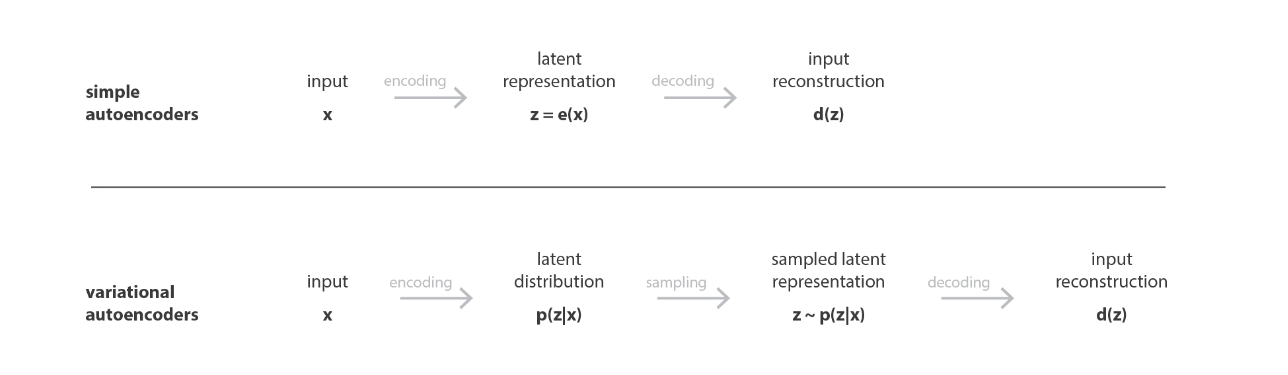 simple
autoencoders
input
x
encoding
latent
representation
z = e(x)
decoding
input
reconstruction
d(z)
variational
autoencoders
input
x
encoding
latent
distribution
p(z|x)
sampling
sampled latent
representation
z ~ p(z|x)
decoding
input
reconstruction
d(z)